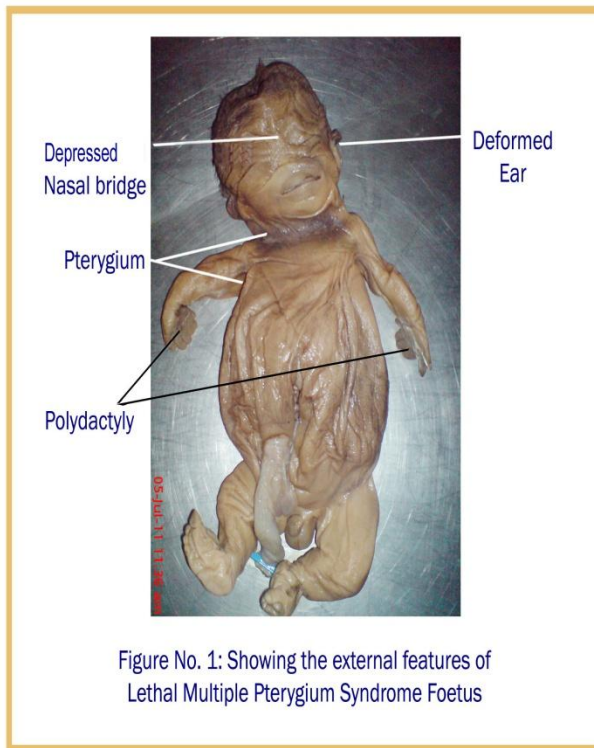 Depressed
Nasal bridge
Deformed
Ear
Pterygium
Polydactyly
05-Jul-11 11:
Figure No. 1: Showing the external features of
Lethal Multiple Pterygium Syndrome Foetus